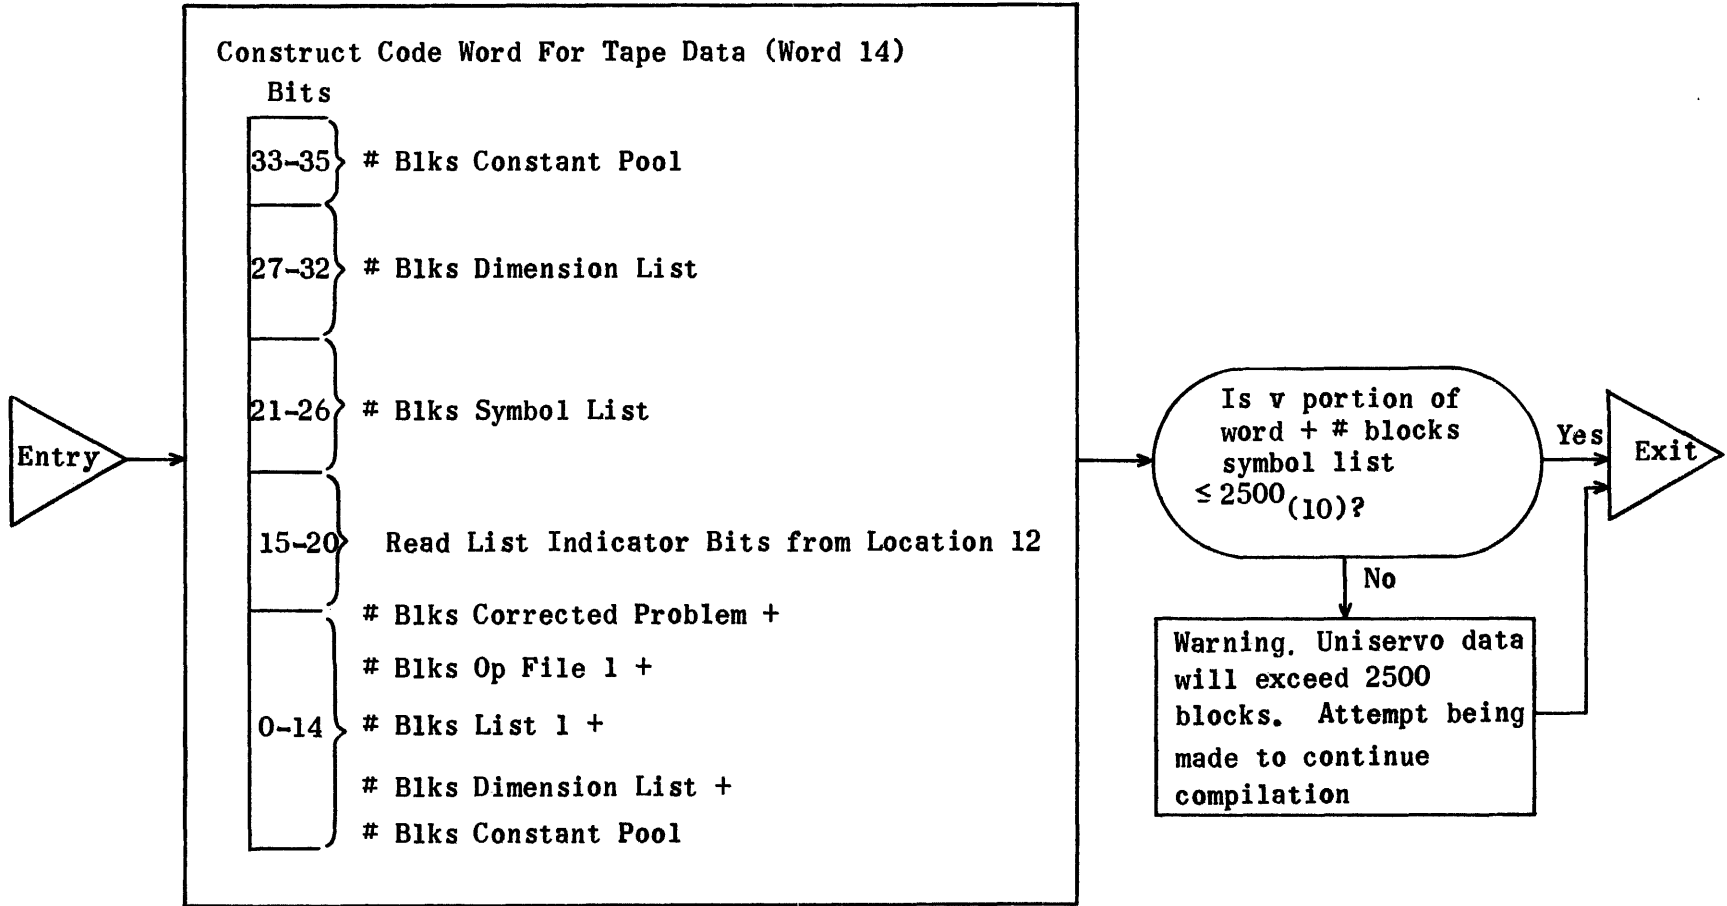 Construct Code Word For Tape Data (Word 14)
Bits
33-35 # Blks Constant Pool
27-32 # Blks Dimension List
21-26 # Blks Symbol List
15-20 Read List Indicator Bits from Location 12
# Blks Corrected Problem +
# Blks Op File 1 +
0-14 # Blks List 1 +
# Blks Dimension List +
# Blks Constant Pool
Entry
Is v portion of
word + # blocks
symbol list
≤ 2500(10)?
Yes
Exit
No
Warning. Uniservo data
will exceed 2500
blocks. Attempt being
made to continue
compilation